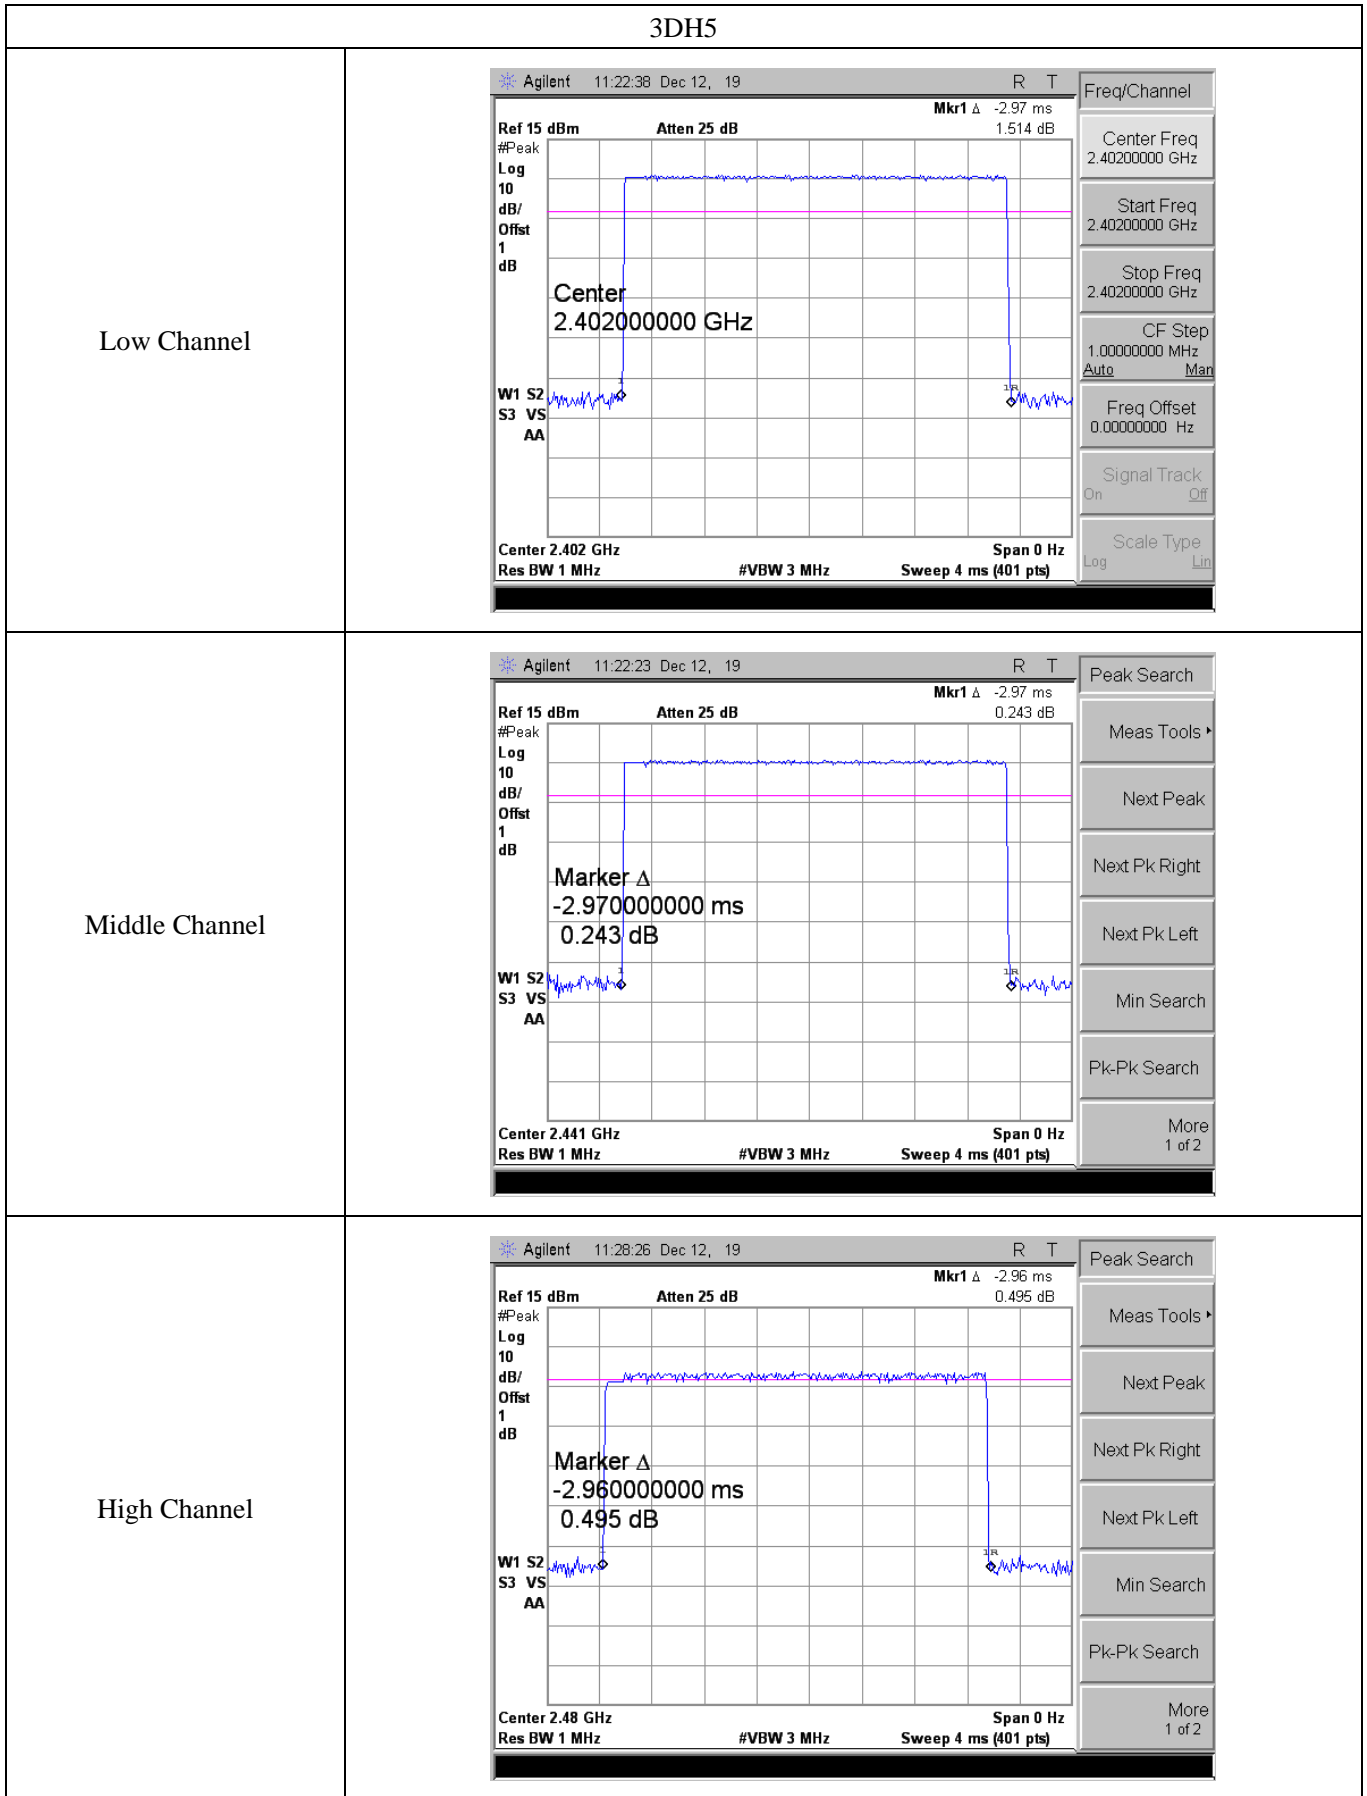 3DH5
Low Channel
Agilent 11:22:38 Dec 12, 19 R T
Mkr1 Δ -2.97 ms
Ref 15 dBm Atten 25 dB 1.514 dB
#Peak
Log
10
dB/
Offst
1
dB
Center
2.402000000 GHz
1
1R
W1 S2
S3 VS
AA
Center 2.402 GHz Span 0 Hz
Res BW 1 MHz #VBW 3 MHz Sweep 4 ms (401 pts)
Freq/Channel
Center Freq
2.40200000 GHz
Start Freq
2.40200000 GHz
Stop Freq
2.40200000 GHz
CF Step
1.00000000 MHz
Auto Man
Freq Offset
0.00000000 Hz
Signal Track
On Off
Scale Type
Log Lin
Middle Channel
Agilent 11:22:23 Dec 12, 19 R T
Mkr1 Δ -2.97 ms
Ref 15 dBm Atten 25 dB 0.243 dB
#Peak
Log
10
dB/
Offst
1
dB
Marker Δ
-2.970000000 ms
0.243 dB
1
1R
W1 S2
S3 VS
AA
Center 2.441 GHz Span 0 Hz
Res BW 1 MHz #VBW 3 MHz Sweep 4 ms (401 pts)
Peak Search
Meas Tools
Next Peak
Next Pk Right
Next Pk Left
Min Search
Pk-Pk Search
More
1 of 2
High Channel
Agilent 11:28:26 Dec 12, 19 R T
Mkr1 Δ -2.96 ms
Ref 15 dBm Atten 25 dB 0.495 dB
#Peak
Log
10
dB/
Offst
1
dB
Marker Δ
-2.960000000 ms
0.495 dB
1
1R
W1 S2
S3 VS
AA
Center 2.48 GHz Span 0 Hz
Res BW 1 MHz #VBW 3 MHz Sweep 4 ms (401 pts)
Peak Search
Meas Tools
Next Peak
Next Pk Right
Next Pk Left
Min Search
Pk-Pk Search
More
1 of 2